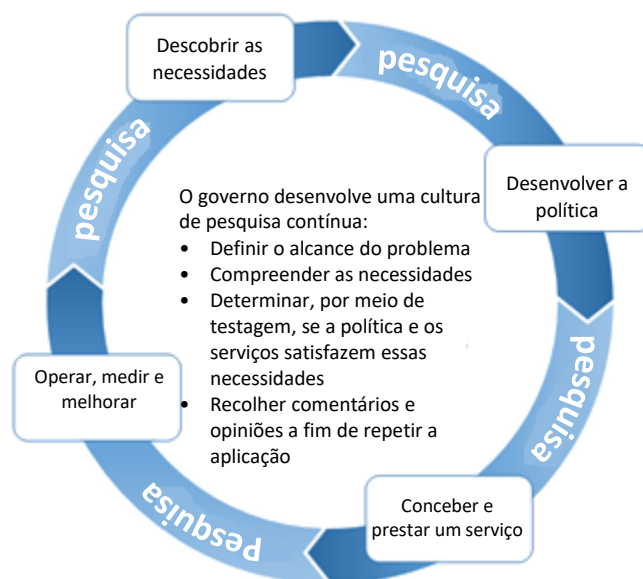 Descobrir as
necessidades
pesquisa
Desenvolver a
política
pesquisa
Conceber e
prestar um serviço
Pesquisa
Operar, medir e
melhorar
pesquisa
O governo desenvolve uma cultura
de pesquisa contínua:
• Definir o alcance do problema
• Compreender as necessidades
• Determinar, por meio de
testagem, se a política e os
serviços satisfazem essas
necessidades
• Recolher comentários e
opiniões a fim de repetir a
aplicação